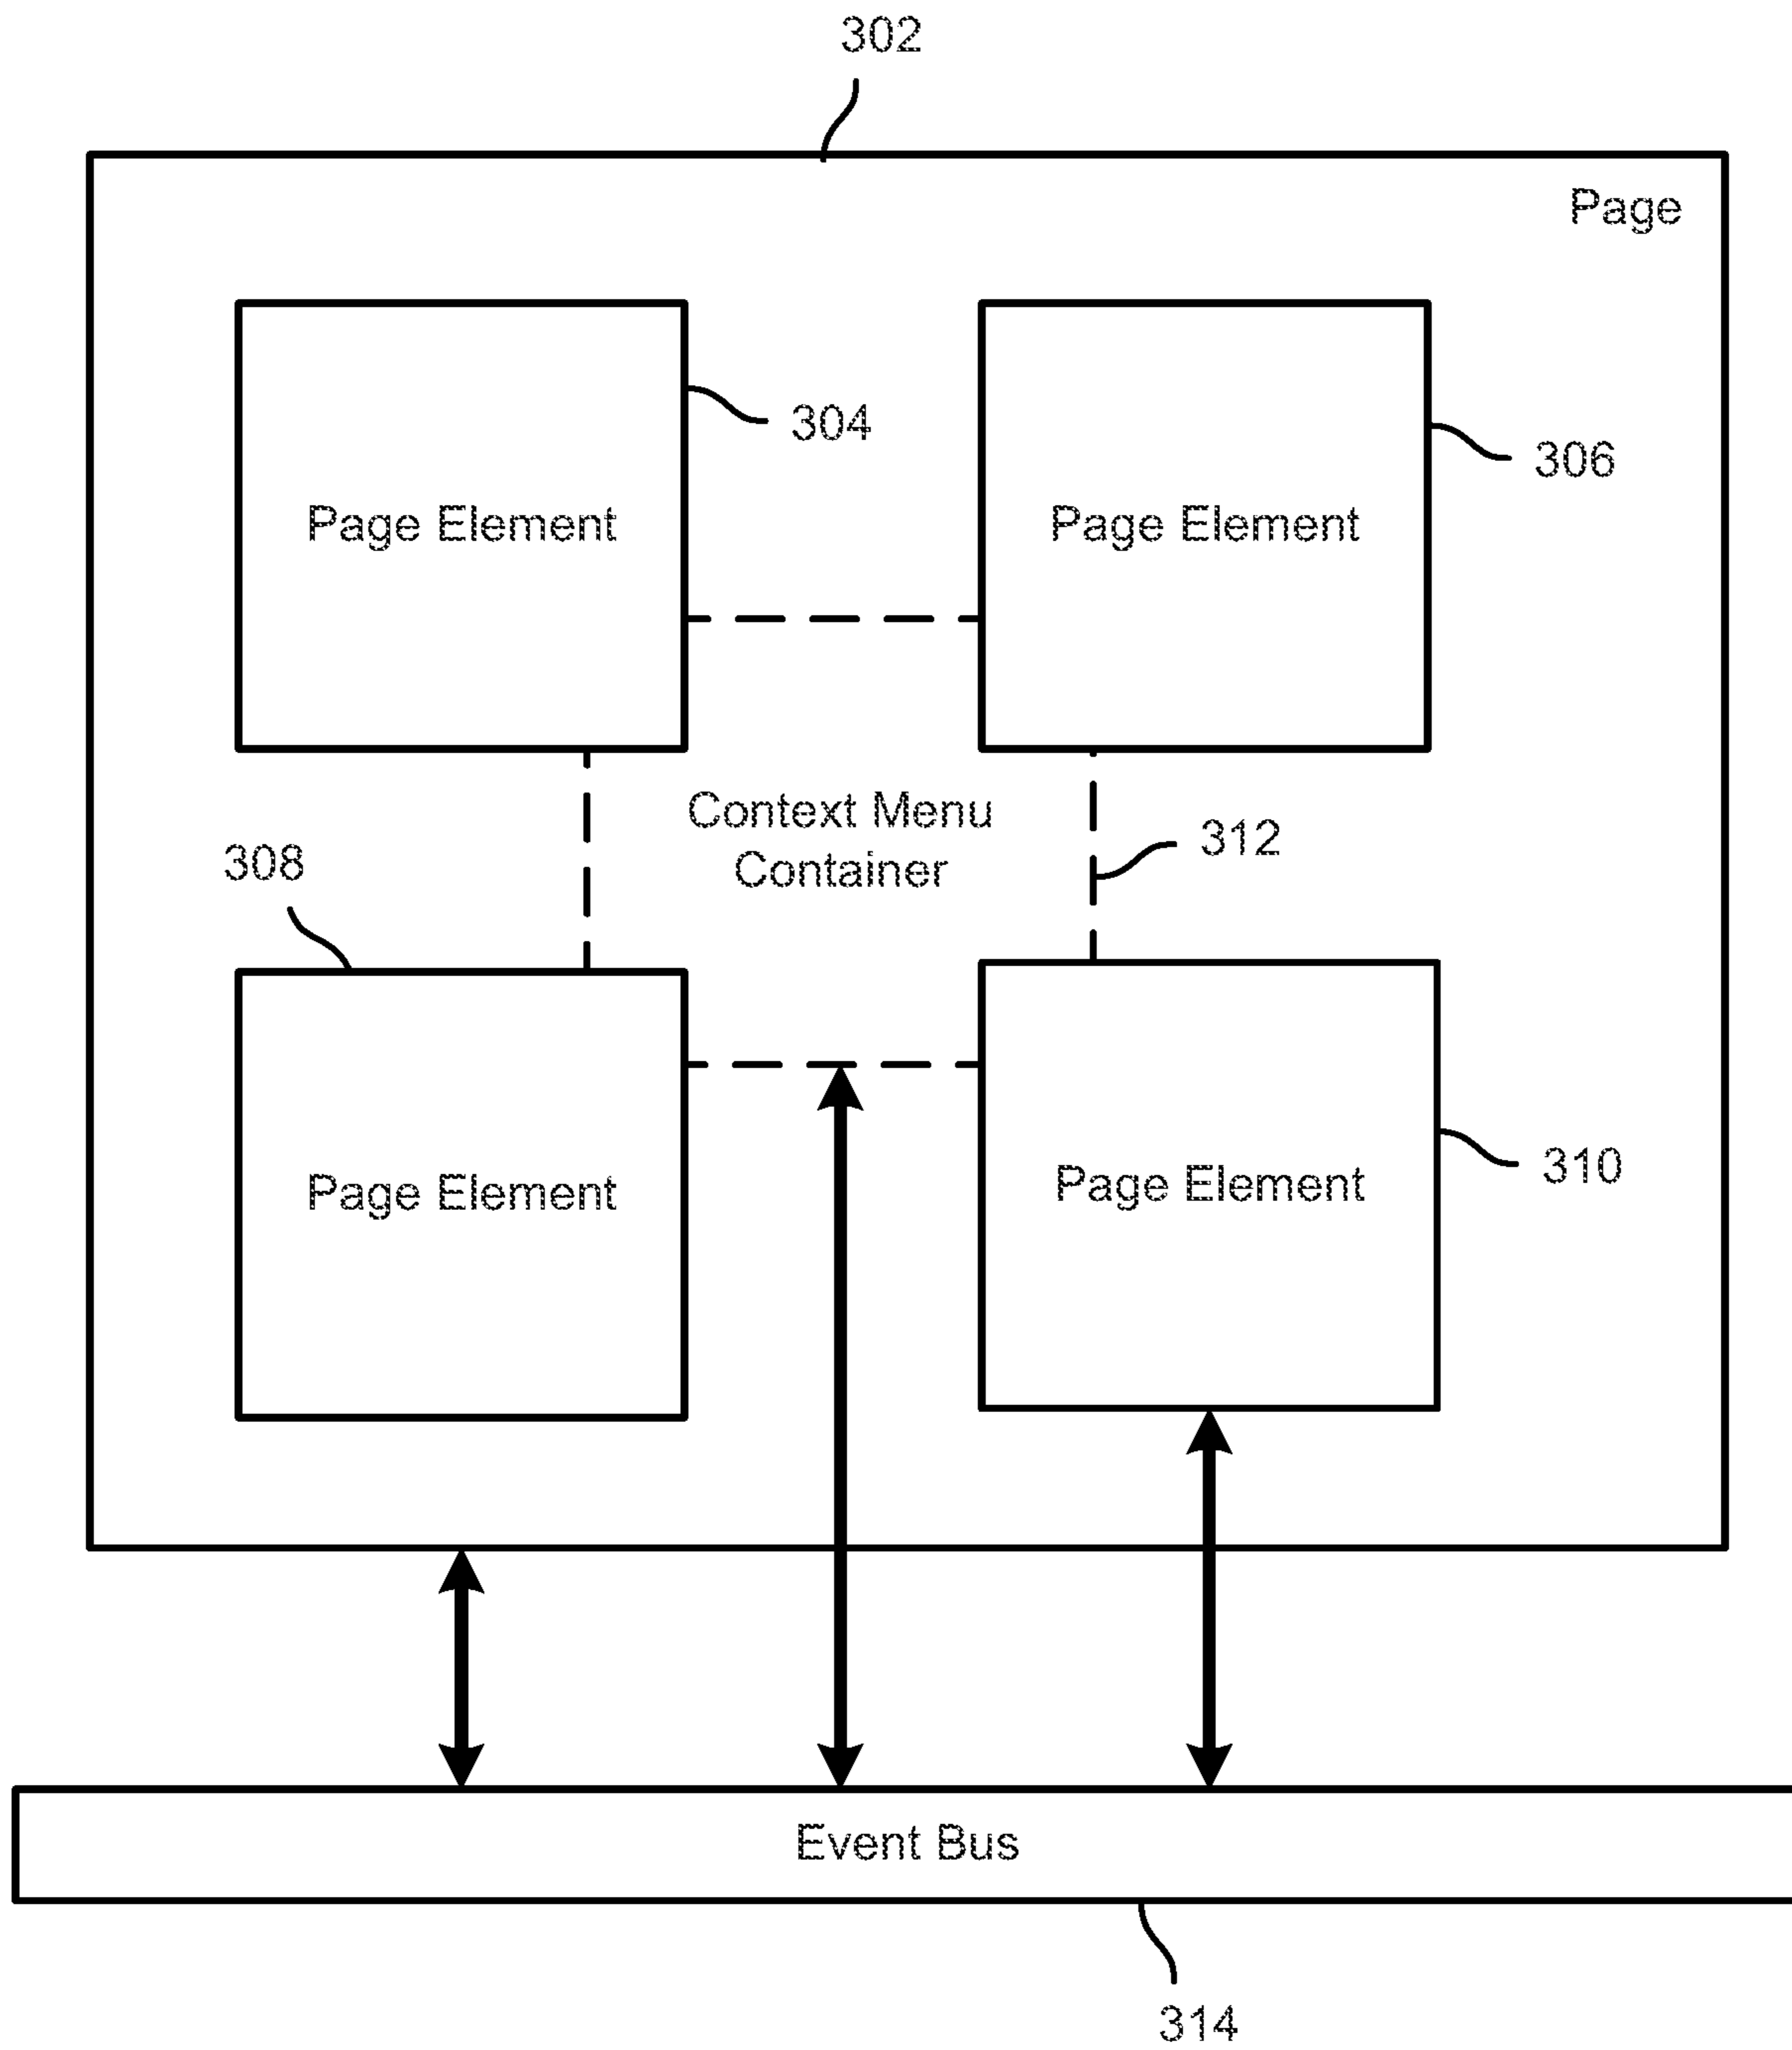 302
Page
304
306
Page Element
Page Element
Context Menu
Container
312
308
310
Page Element
Page Element
Event Bus
314